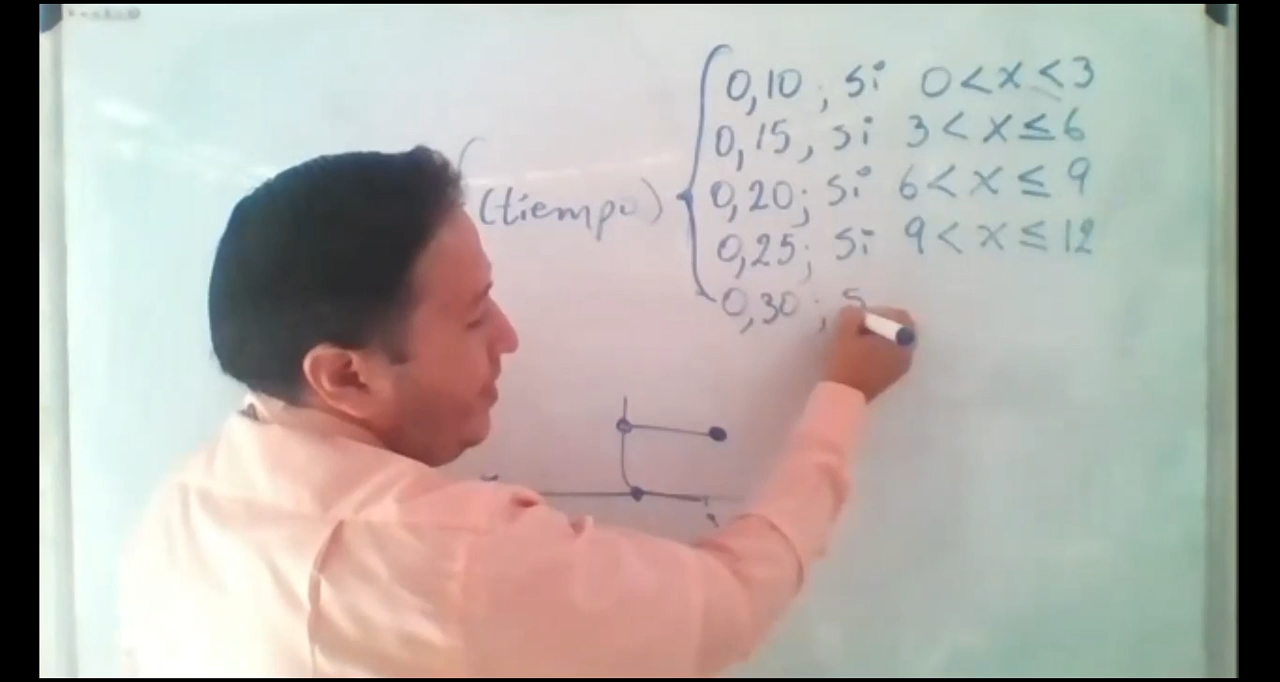 0,10 ; si 0 < x < 3
0,15 , si 3 < x ≤ 6
(tiempo) 0,20 ; si 6 < x ≤ 9
0,25 ; si 9 < x ≤ 12
0,30 ; s